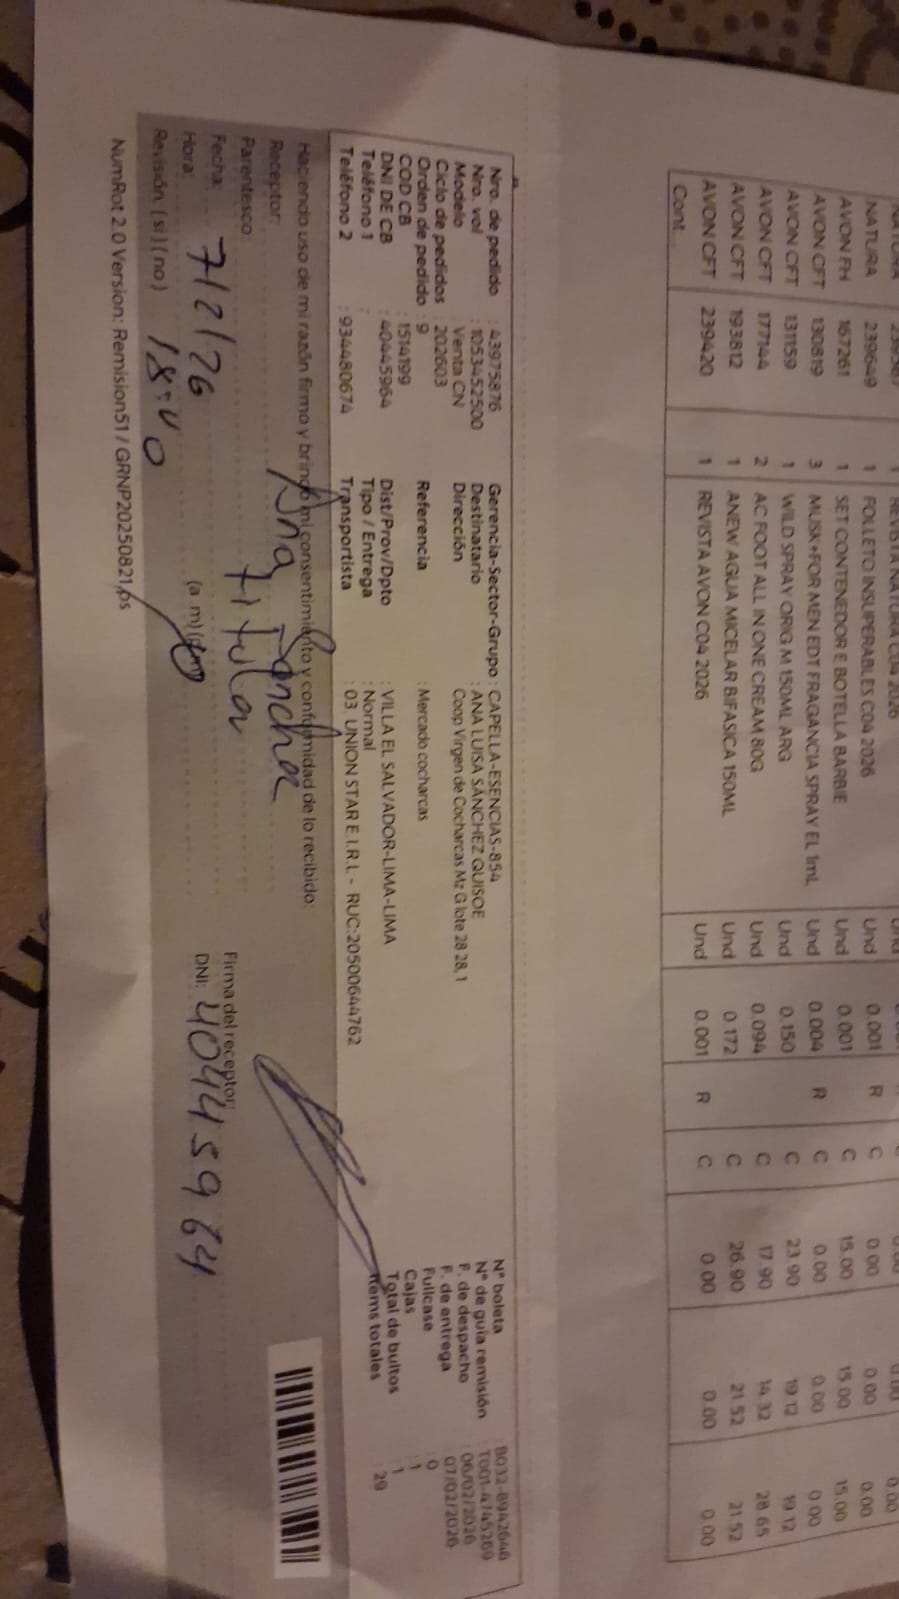 NATURA 239649 1 FOLLETO INSUPERABLES C04 2026 Und 0.001 R C 0.00 0.00 0.00
AVON FH 167261 1 SET CONTENEDOR E BOTELLA BARBIE Und 0.001 C 15.00 15.00 15.00
AVON CFT 130819 3 MUSK+FOR MEN EDT FRAGANCIA SPRAY EL 1mL Und 0.004 R C 0.00 0.00 0.00
AVON CFT 131159 1 WILD SPRAY ORIG M 150ML ARG Und 0.150 C 23.90 19.12 19.12
AVON CFT 177144 2 AC FOOT ALL IN ONE CREAM 80G Und 0.094 C 17.90 14.32 28.65
AVON CFT 193812 1 ANEW AGUA MICELAR BIFASICA 150ML Und 0.172 C 26.90 21.52 21.52
AVON CFT 239420 1 REVISTA AVON C04 2026 Und 0.001 R C 0.00 0.00 0.00
Cont.
Nro. de pedido : 43975876 Gerencia-Sector-Grupo : CAPELLA-ESENCIAS-854 N° boleta B032-8942646
Nro. vol : 1053452500 Destinatario : ANA LUISA SÁNCHEZ QUISOE N° de guía remisión T001-4745269
Modelo Venta CN Dirección Coop Virgen de Cocharcas Mz G lote 28 28,1 F. de despacho : 06/02/2026
Ciclo de pedidos : 202603 F. de entrega : 07/02/2026
Orden de pedido : 9 Referencia : Mercado cocharcas Fullcase : 0
COD CB : 1514199 Cajas : 1
DNI DE CB : 40445964 Dist/Prov/Dpto : VILLA EL SALVADOR-LIMA-LIMA Total de bultos : 1
Teléfono 1 : Tipo / Entrega : Normal Items totales : 29
Teléfono 2 : 934480674 Transportista : 03 UNION STAR E.I.R.L - RUC:20500644762
Haciendo uso de mi razón firmo y brindo mi consentimiento y conformidad de lo recibido:
Receptor: Ana Sánchez
Parentesco: titular
Fecha: 7/2/26 Firma del receptor:
Hora: 18:40 (a m) (p m) DNI: 40445964
Revisión (si) (no)
NumRot 2.0 Version: Remision51 / GRNP20250821.ps